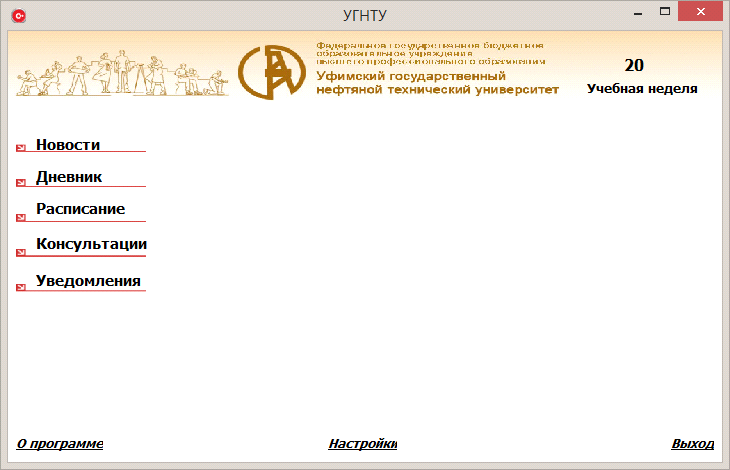 УГНТУ
Федеральное государственное бюджетное
образовательное учреждение
высшего профессионального образования
Уфимский государственный
нефтяной технический университет
20
Учебная неделя
Новости
Дневник
Расписание
Консультации
Уведомления
О программе
Настройки
Выход